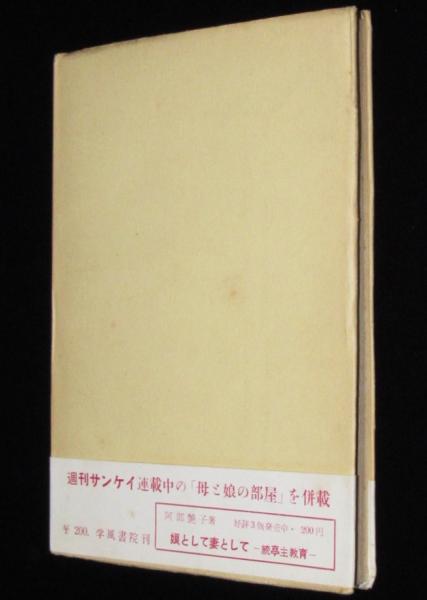 週刊サンケイ連載中の「母と娘の部屋」を併載
¥ 200. 学風書院刊
阿部艶子著 好評3版発売中・200円
娘として妻として −続亭主教育−